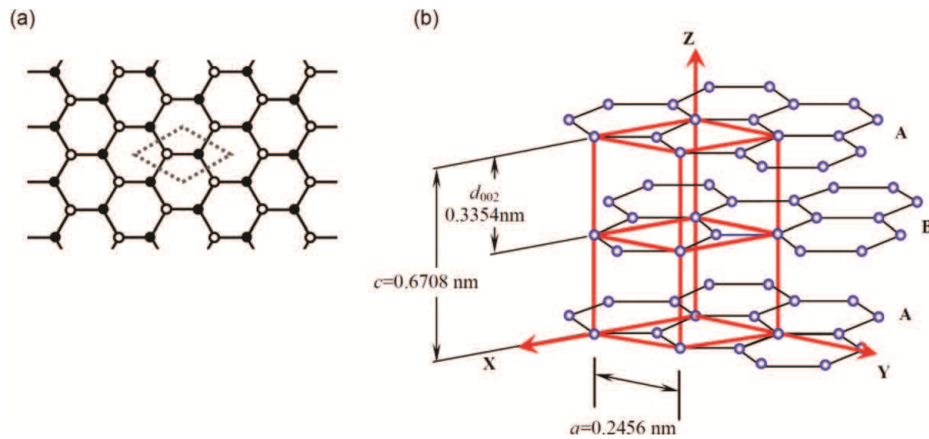 (a)
(b)
Z
A
d002
0.3354nm
B
c=0.6708 nm
A
X
Y
a=0.2456 nm